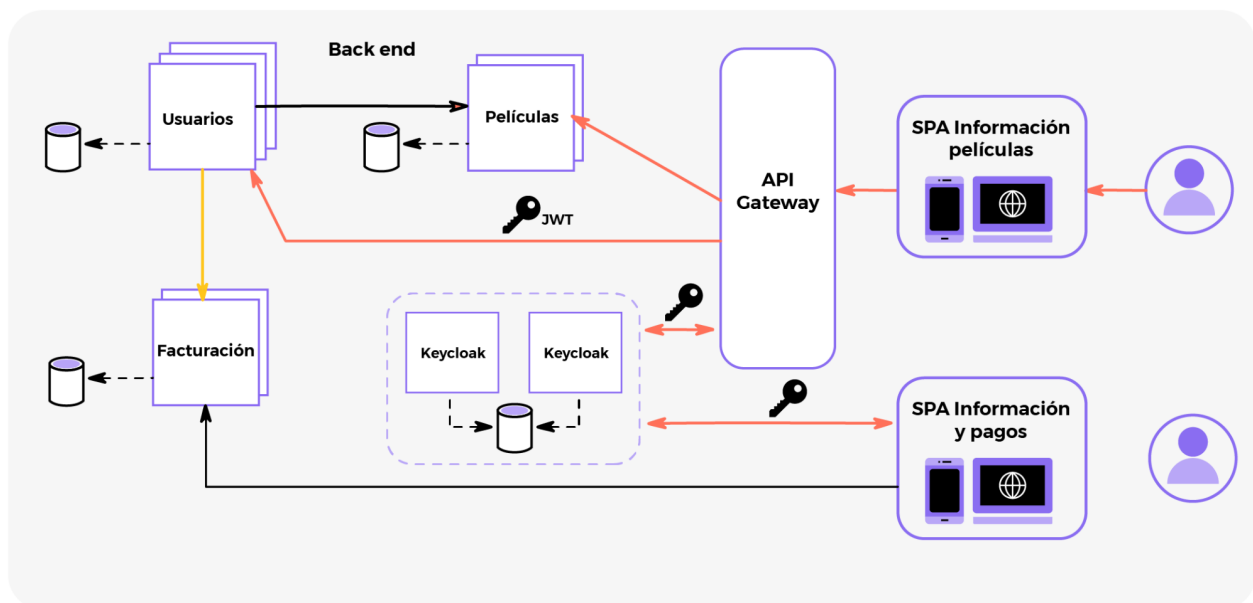 Back end
Usuarios
Películas
API
Gateway
SPA Información
películas
JWT
Facturación
Keycloak
Keycloak
SPA Información
y pagos